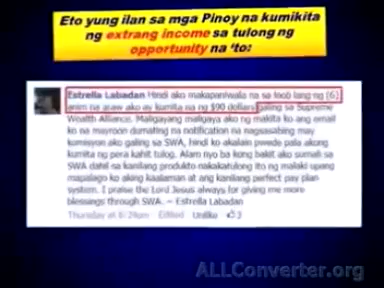 Eto yung ilan sa mga Pinoy na kumikita
ng extrang income sa tulong ng
opportunity na 'to:
Estrella Labadan Hindi ako makapaniwala na sa loob lang ng (6)
anim na araw ako ay kumita na ng $90 dollars galing sa Supreme
Wealth Alliance. Maligayang maligaya ako ng makita ko ang email
ko na mayroon dumating na notification na nagsasabing may
kumisyon ako galing sa SWA, hindi ko akalain pwede pala akong
kumita ng pera kahit tulog. Alam nyo ba kong bakit ako sumali sa
SWA dahil na kanilang produkto nakakatulong ito ng malaki upang
mapalago ko aking kaalaman at ang kanilang perfect pay plan
system. I praise the Lord Jesus always for giving me more
blessings through SWA. ~ Estrella Labadan
Thursday at 8:29am Edited Unlike 3
ALLConverter.org